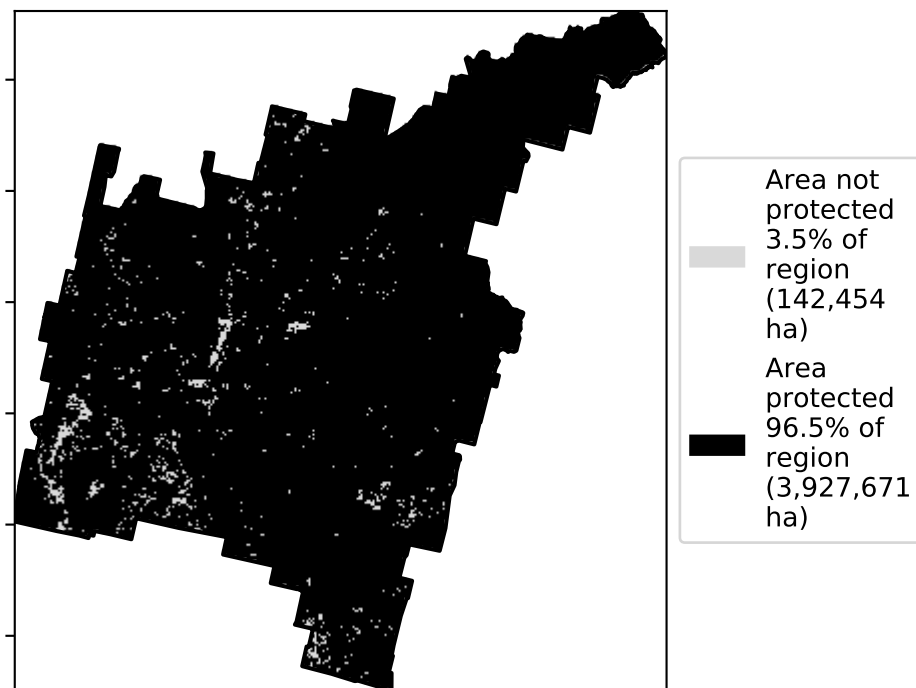 Area not
protected
3.5% of
region
(142,454
ha)
Area
protected
96.5% of
region
(3,927,671
ha)